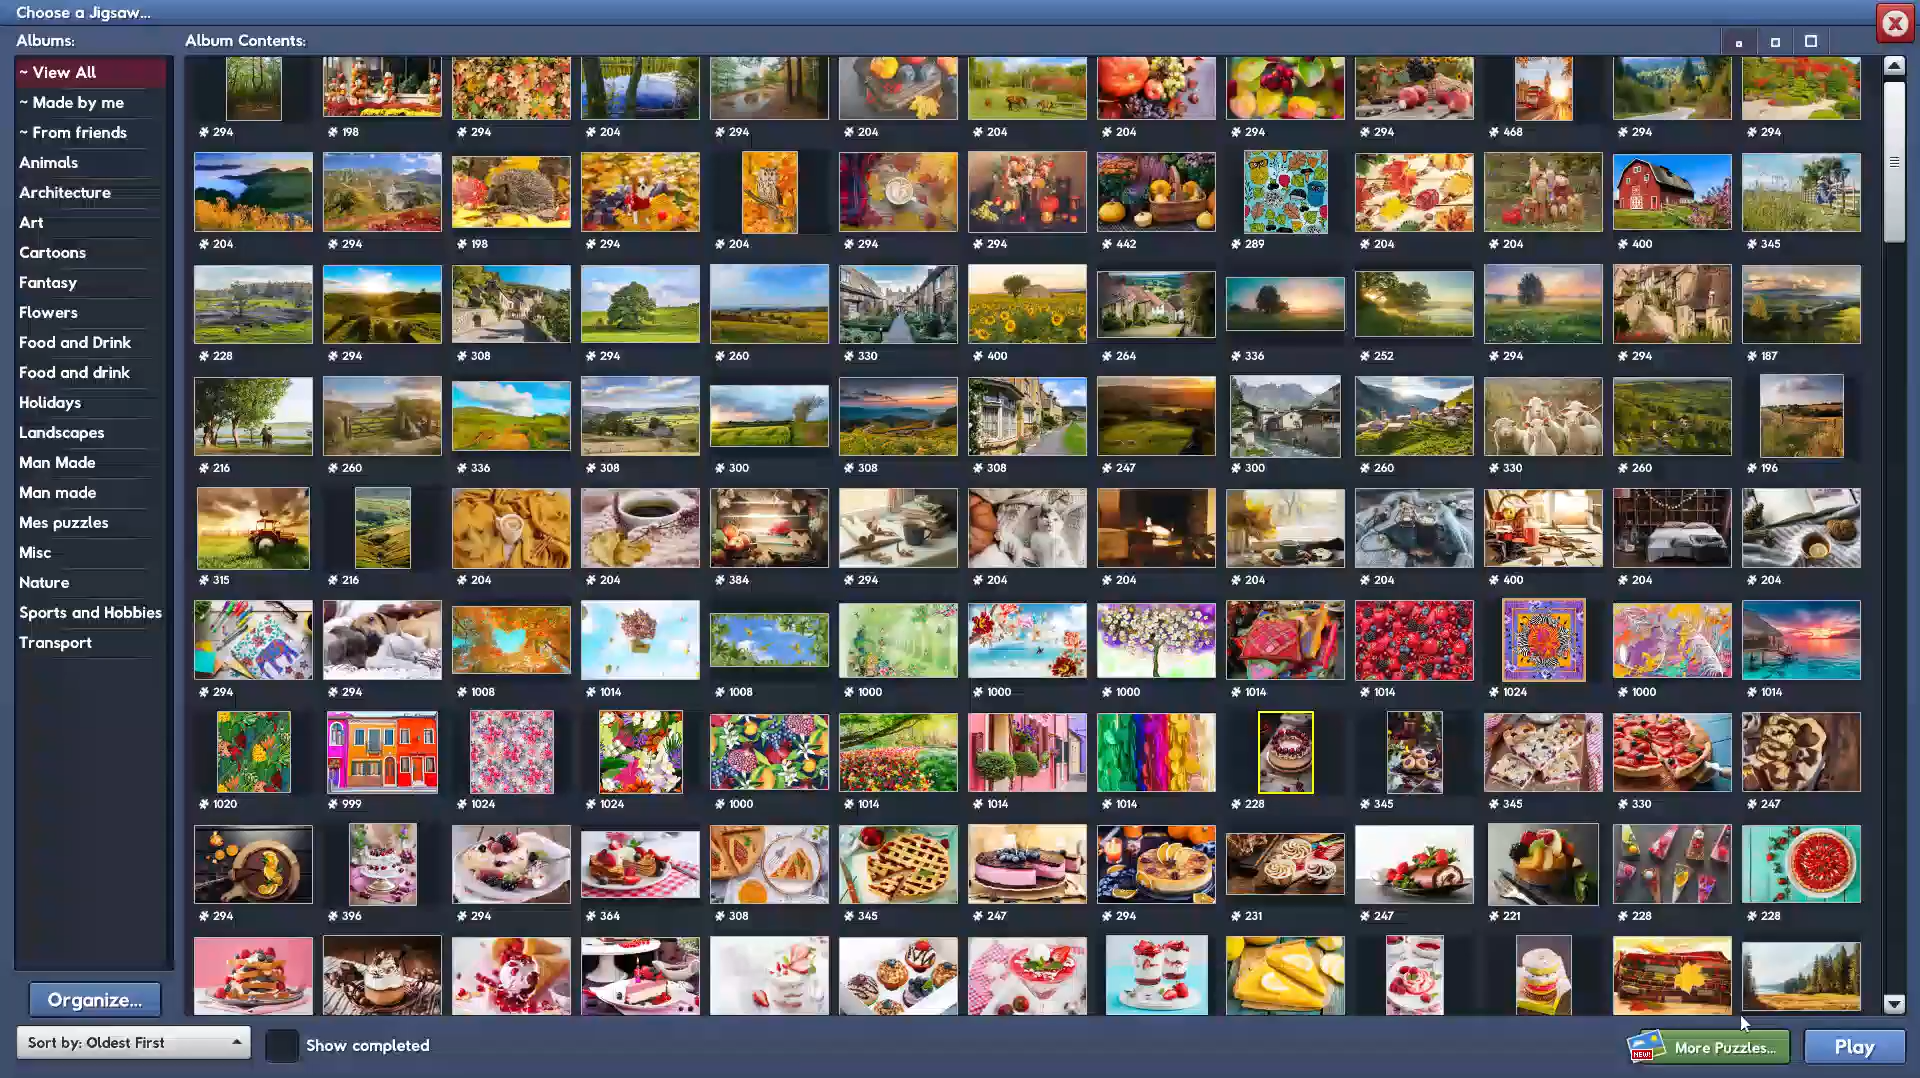 Choose a Jigsaw...
Albums:
Album Contents:
~ View All
~ Made by me
~ From friends
Animals
Architecture
Art
Cartoons
Fantasy
Flowers
Food and Drink
Food and drink
Holidays
Landscapes
Man Made
Man made
Mes puzzles
Misc
Nature
Sports and Hobbies
Transport
294 198 294 204 294 204 204 204 294 294 468 294 294
204 294 198 294 204 294 294 442 289 204 204 400 345
228 294 308 294 260 330 400 264 336 252 294 294 187
216 260 336 308 300 308 308 247 300 260 330 260 196
315 216 204 204 384 294 204 204 204 204 400 204 204
294 294 1008 1014 1008 1000 1000 1000 1014 1014 1024 1000 1014
1020 999 1024 1024 1000 1014 1014 1014 228 345 345 330 247
294 396 294 364 308 345 247 294 231 247 221 228 228
Organize...
Sort by: Oldest First
Show completed
NEW!
More Puzzles...
Play